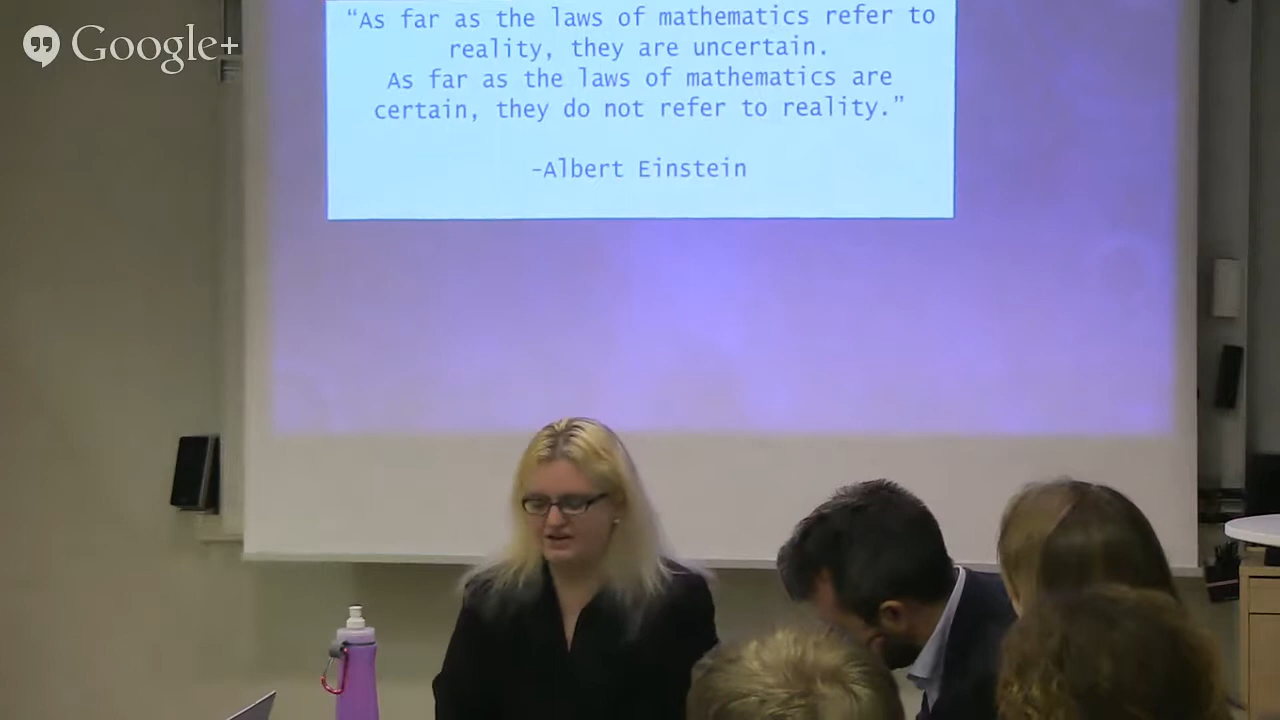 Google+
“As far as the laws of mathematics refer to
reality, they are uncertain.
As far as the laws of mathematics are
certain, they do not refer to reality.”
-Albert Einstein